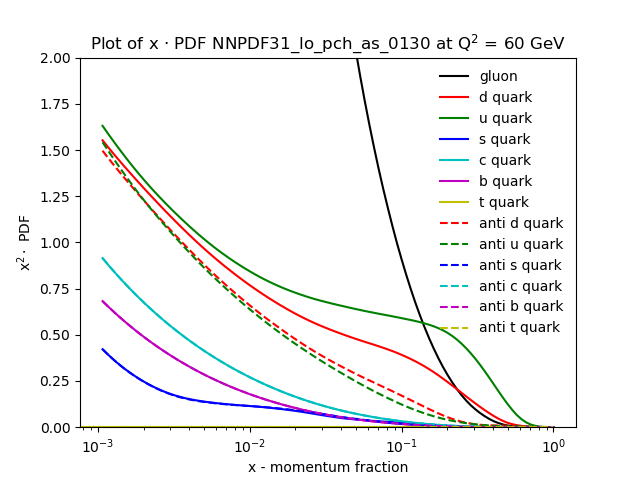 Plot of x · PDF NNPDF31_lo_pch_as_0130 at Q² = 60 GeV
2.00
1.75
1.50
1.25
1.00
0.75
0.50
0.25
0.00
x² · PDF
gluon
d quark
u quark
s quark
c quark
b quark
t quark
anti d quark
anti u quark
anti s quark
anti c quark
anti b quark
anti t quark
10⁻³ 10⁻² 10⁻¹ 10⁰
x - momentum fraction